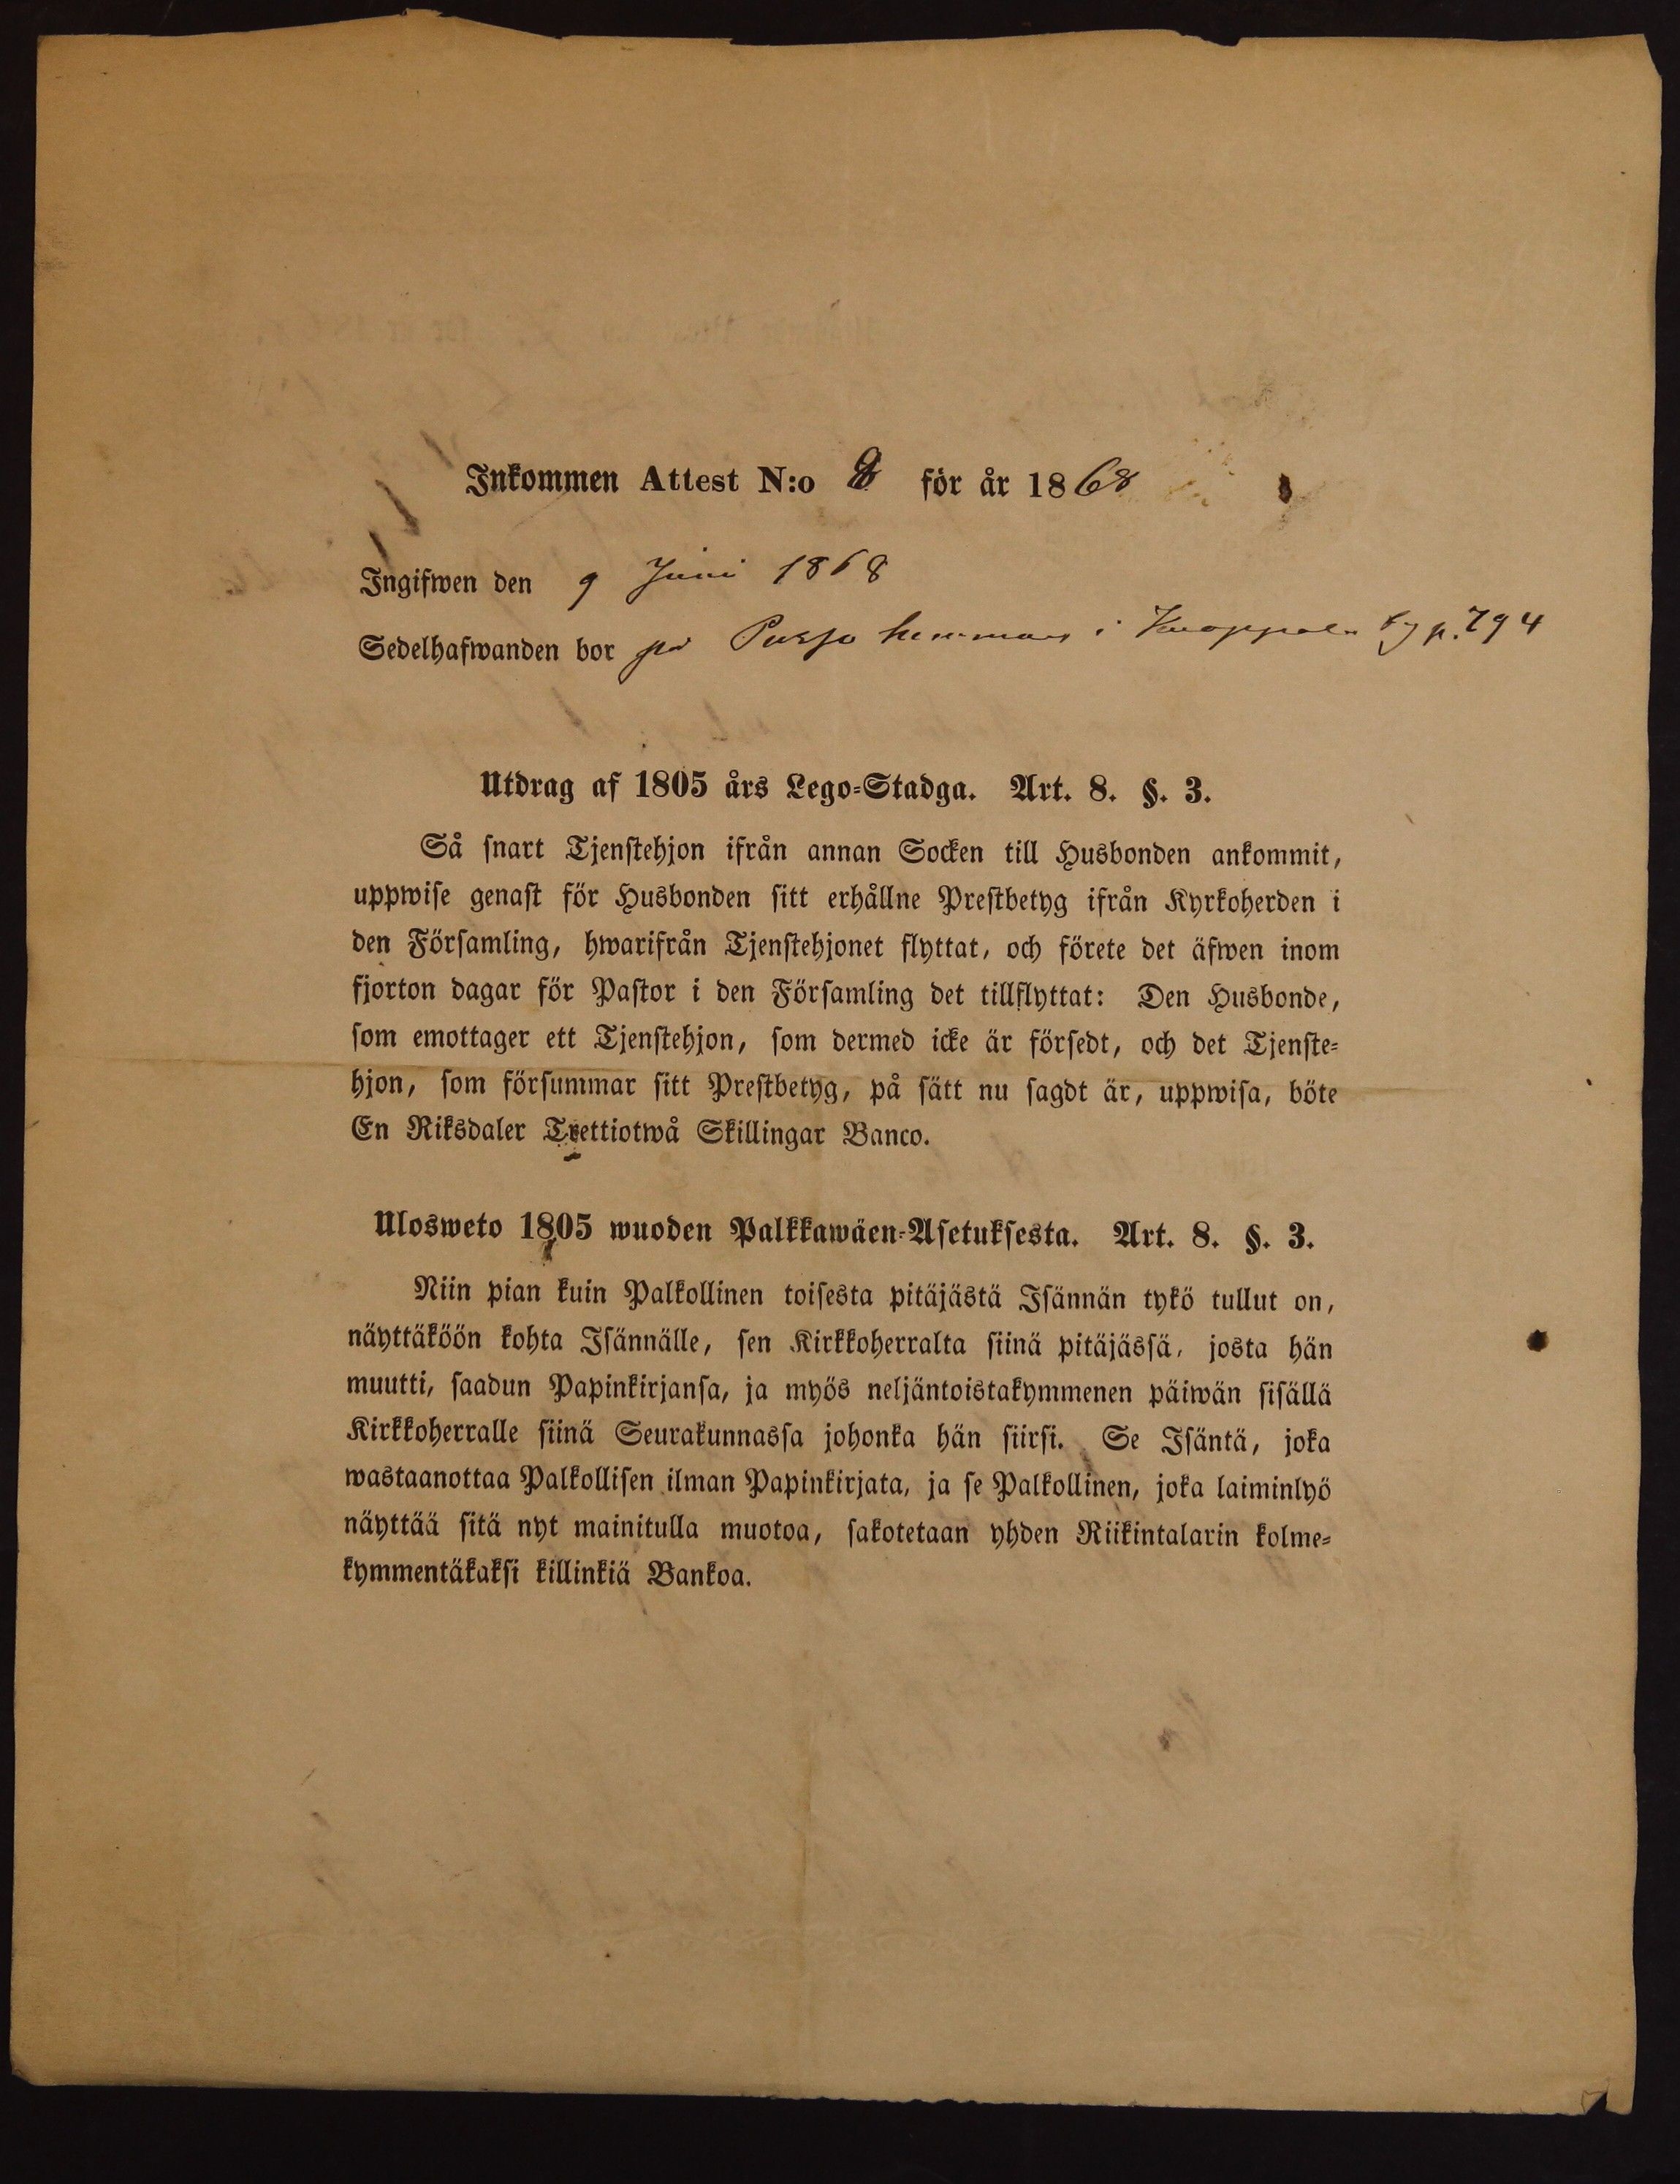 Inkommen Attest N:o 8 för år 1868
Ingifwen den 9 Juni 1868
Sedelhafwanden bor på hemman i by p. 794
Utdrag af 1805 års Lego-Stadga. Art. 8. §. 3.
Så snart Tjenstehjon ifrån annan Socken till Husbonden ankommit,
uppwise genast för Husbonden sitt erhållne Prestbetyg ifrån Kyrkoherden i
den Församling, hwarifrån Tjenstehjonet flyttat, och förete det äfwen inom
fjorton dagar för Pastor i den Församling det tillflyttat: Den Husbonde,
som emottager ett Tjenstehjon, som dermed icke är försedt, och det Tjenste-
hjon, som försummar sitt Prestbetyg, på sätt nu sagdt är, uppwisa, böte
En Riksdaler Trettiotwå Skillingar Banco.
Ulosweto 1805 wuoden Palkkawäen-Asetuksesta. Art. 8. §. 3.
Niin pian kuin Palkollinen toisesta pitäjästä Isännän tykö tullut on,
näyttäköön kohta Isännälle, sen Kirkkoherralta siinä pitäjässä, josta hän
muutti, saadun Papinkirjansa, ja myös neljäntoistakymmenen päiwän sisällä
Kirkkoherralle siinä Seurakunnassa johonka hän siirsi. Se Isäntä, joka
wastaanottaa Palkollisen ilman Papinkirjata, ja se Palkollinen, joka laiminlyö
näyttää sitä nyt mainitulla muotoa, sakotetaan yhden Riikintalarin kolme-
kymmentäkaksi killinkiä Bankoa.